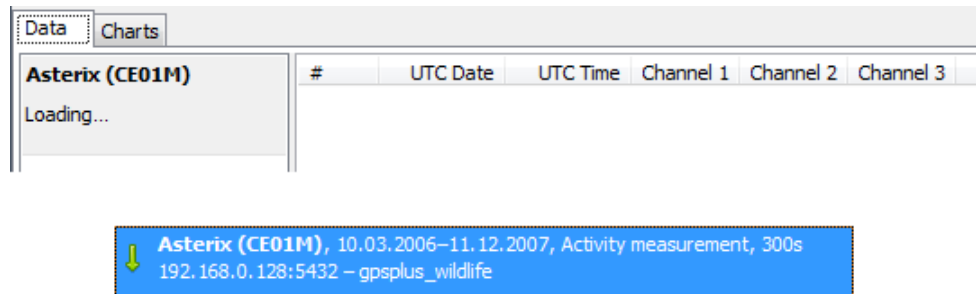 Data Charts
Asterix (CE01M) # UTC Date UTC Time Channel 1 Channel 2 Channel 3
Loading...
Asterix (CE01M), 10.03.2006–11.12.2007, Activity measurement, 300s
192.168.0.128:5432 – gpsplus_wildlife